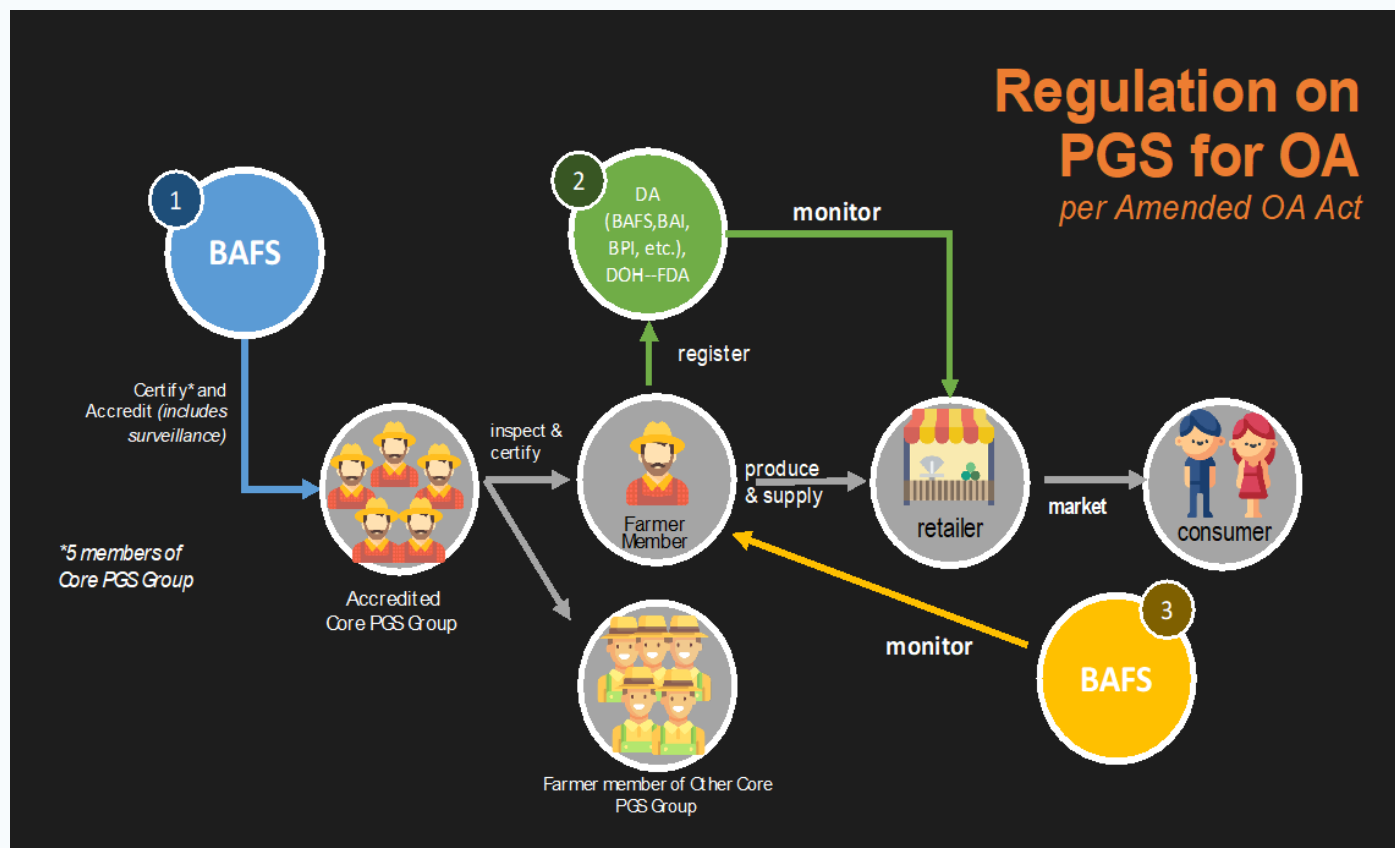 Regulation on
PGS for OA
per Amended OA Act
1
BAFS
2
DA
(BAFS,BAI,
BPI, etc.),
DOH--FDA
monitor
register
Certify* and
Accredit (includes
surveillance)
inspect &
certify
Farmer
Member
produce
& supply
retailer
market
consumer
*5 members of
Core PGS Group
Accredited
Core PGS Group
3
monitor
BAFS
Farmer member of Other Core
PGS Group